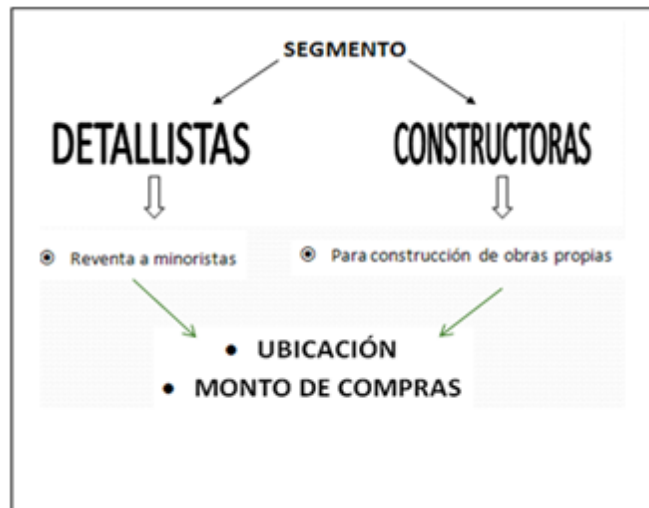 SEGMENTO
DETALLISTAS
CONSTRUCTORAS
Reventa a minoristas
Para construcción de obras propias
• UBICACIÓN
• MONTO DE COMPRAS